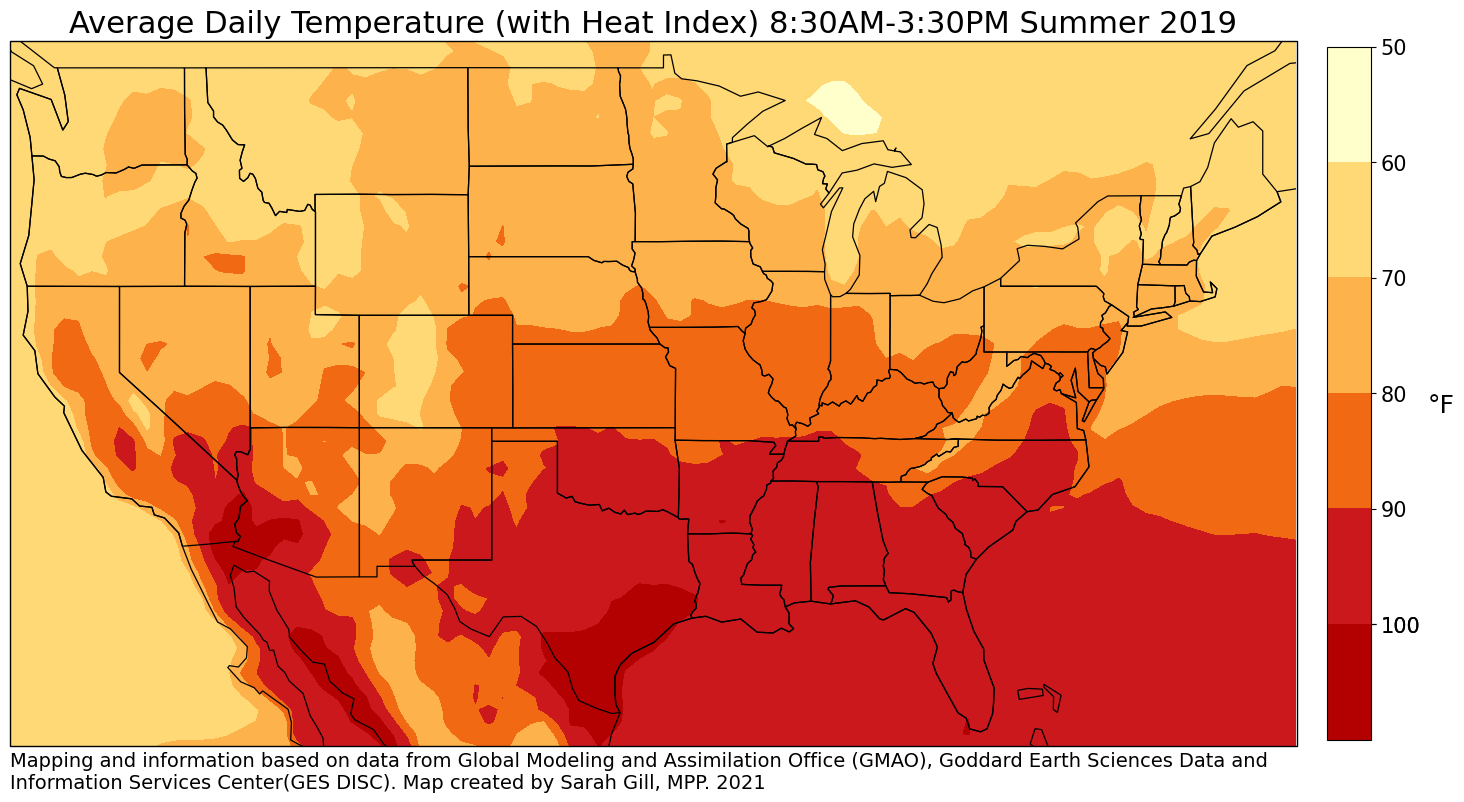 Average Daily Temperature (with Heat Index) 8:30AM-3:30PM Summer 2019
50
60
70
80
°F
90
100
Mapping and information based on data from Global Modeling and Assimilation Office (GMAO), Goddard Earth Sciences Data and
Information Services Center(GES DISC). Map created by Sarah Gill, MPP. 2021